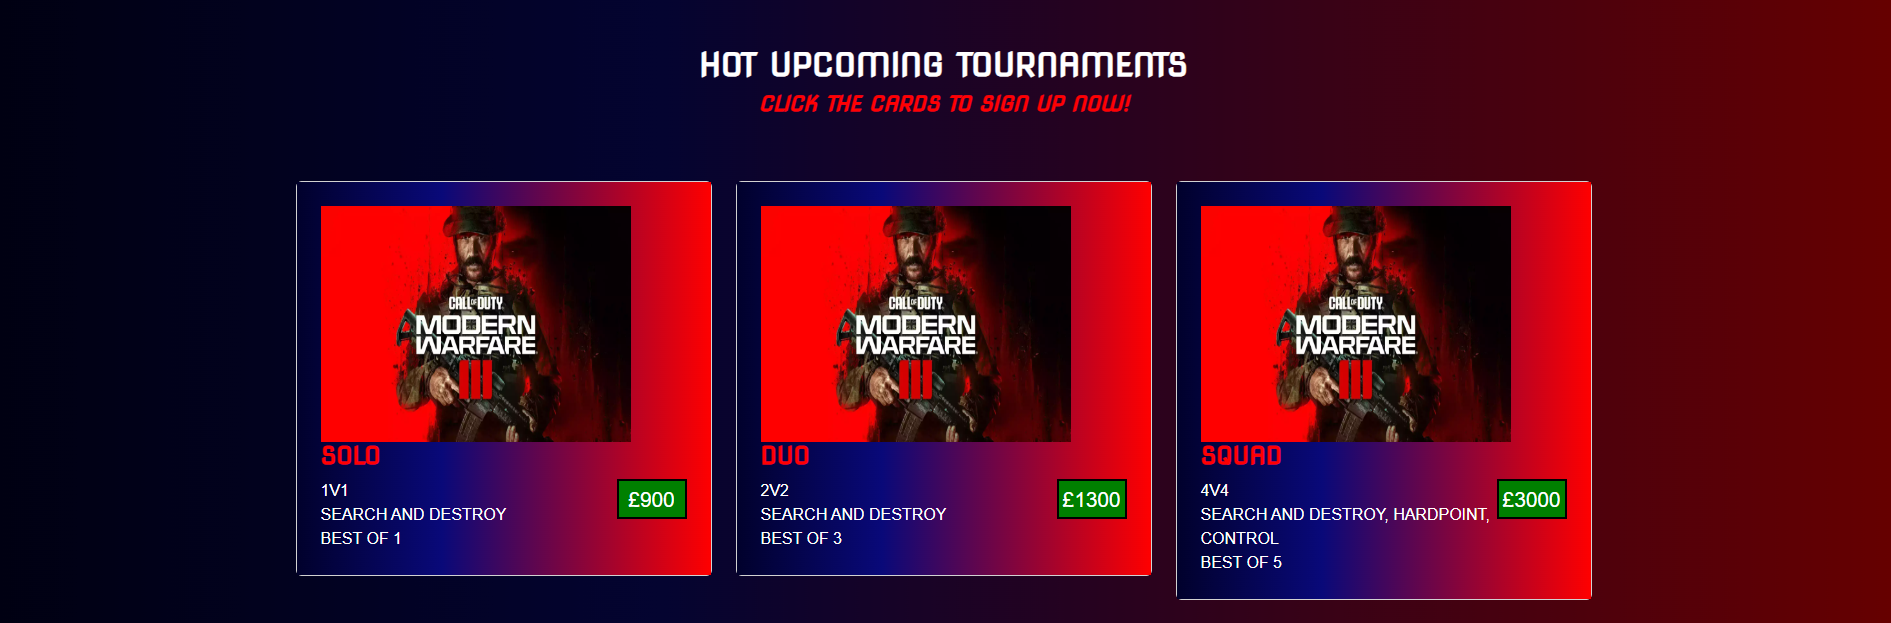 HOT UPCOMING TOURNAMENTS
CLICK THE CARDS TO SIGN UP NOW!
CALL OF DUTY
MODERN
WARFARE
III
SOLO
1V1
SEARCH AND DESTROY
BEST OF 1
£900
CALL OF DUTY
MODERN
WARFARE
III
DUO
2V2
SEARCH AND DESTROY
BEST OF 3
£1300
CALL OF DUTY
MODERN
WARFARE
III
SQUAD
4V4
SEARCH AND DESTROY, HARDPOINT,
CONTROL
BEST OF 5
£3000